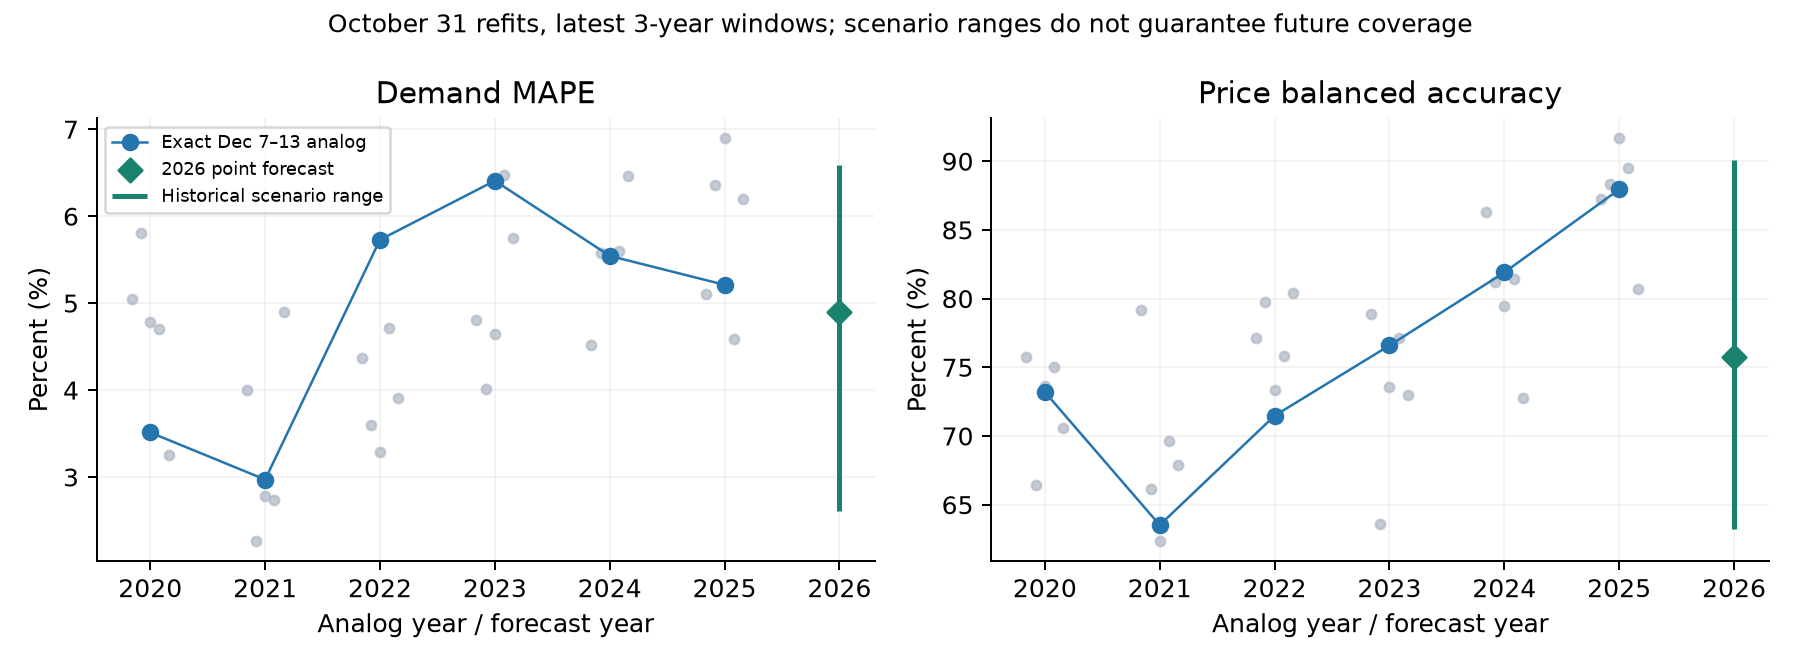 October 31 refits, latest 3-year windows; scenario ranges do not guarantee future coverage
Demand MAPE
7
6
5
4
3
Percent (%)
Exact Dec 7–13 analog
2026 point forecast
Historical scenario range
2020 2021 2022 2023 2024 2025 2026
Analog year / forecast year
Price balanced accuracy
90
85
80
75
70
65
Percent (%)
2020 2021 2022 2023 2024 2025 2026
Analog year / forecast year